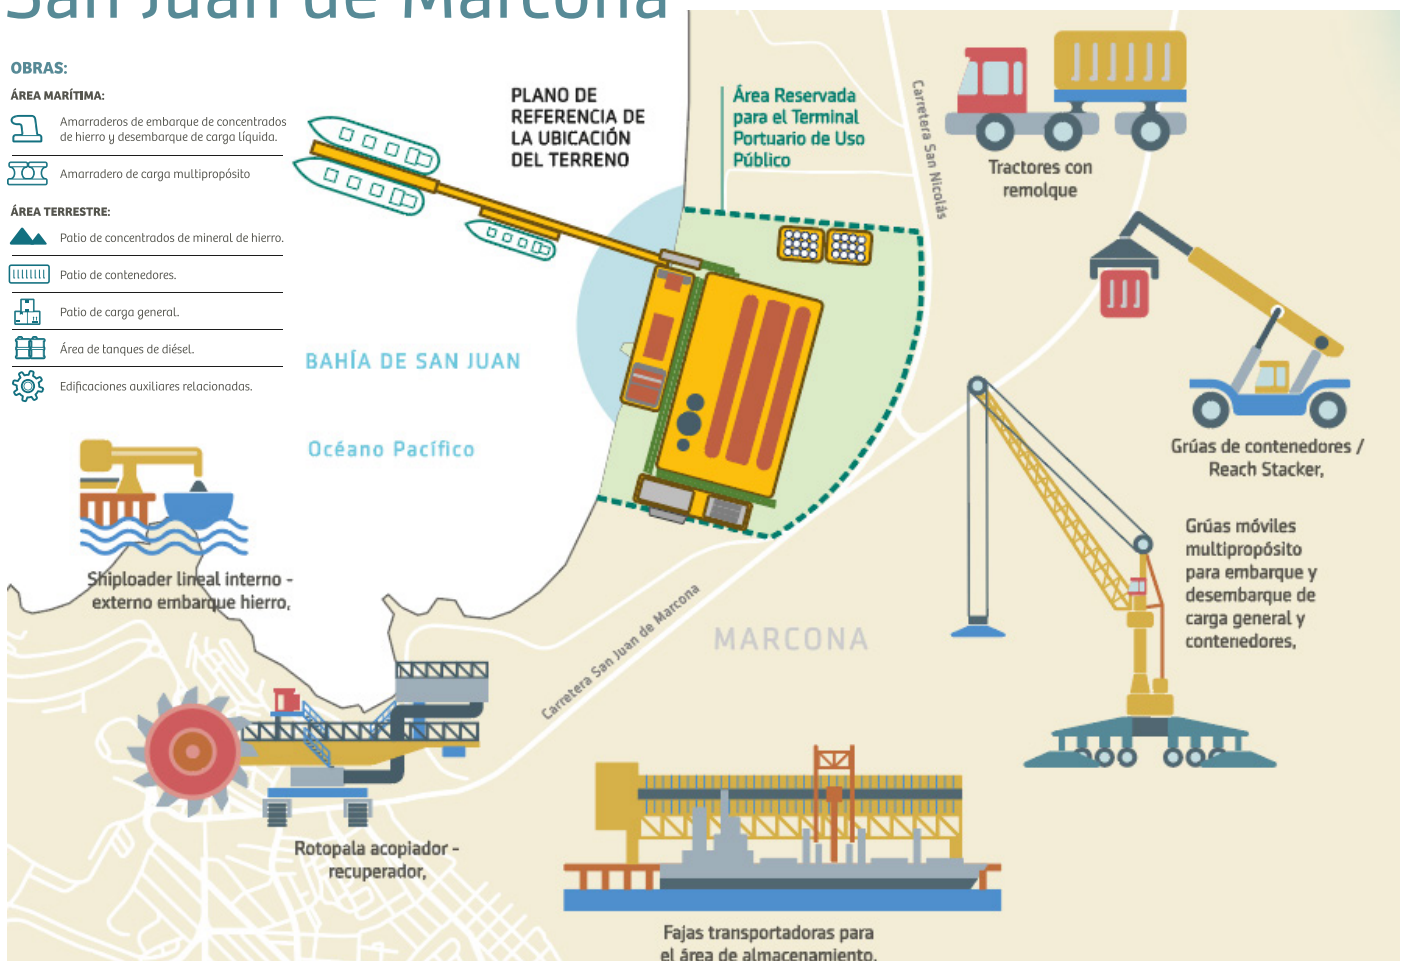 San Juan de Marcona
OBRAS:
ÁREA MARÍTIMA:
Amarraderos de embarque de concentrados
de hierro y desembarque de carga líquida.
Amarradero de carga multipropósito
ÁREA TERRESTRE:
Patio de concentrados de mineral de hierro.
Patio de contenedores.
Patio de carga general.
Área de tanques de diésel.
Edificaciones auxiliares relacionadas.
PLANO DE
REFERENCIA DE
LA UBICACIÓN
DEL TERRENO
Área Reservada
para el Terminal
Portuario de Uso
Público
Carretera San Nicolás
Tractores con
remolque
BAHÍA DE SAN JUAN
Océano Pacífico
Grúas de contenedores /
Reach Stacker,
Grúas móviles
multipropósito
para embarque y
desembarque de
carga general y
contenedores,
Shiploader lineal interno -
externo embarque hierro,
Carretera San Juan de Marcona
MARCONA
Rotopala acopiador -
recuperador,
Fajas transportadoras para
el área de almacenamiento,